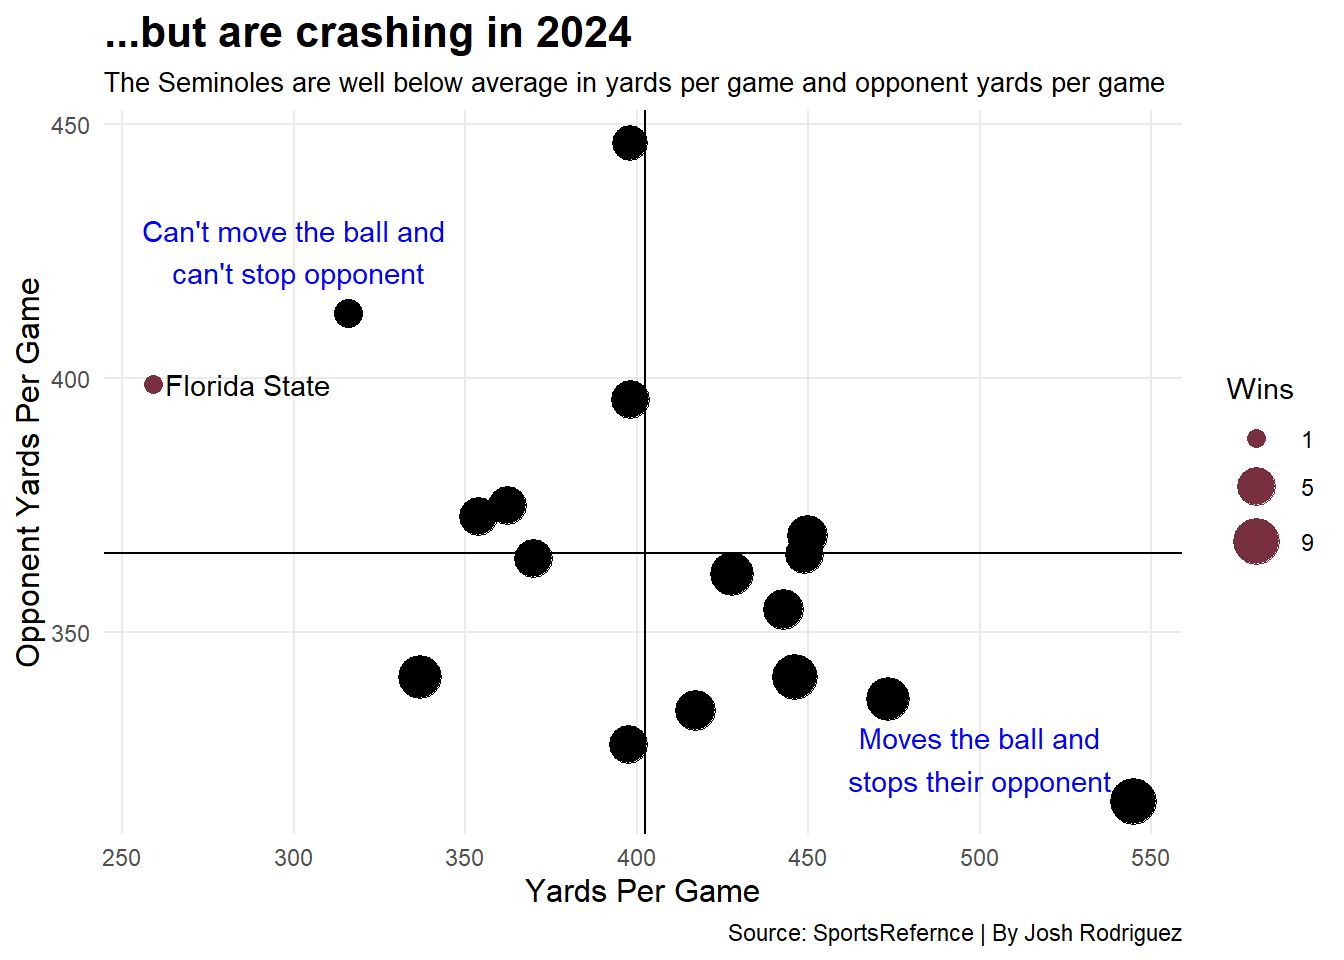 ...but are crashing in 2024
The Seminoles are well below average in yards per game and opponent yards per game
Opponent Yards Per Game
450
400
350
Can't move the ball and
can't stop opponent
Florida State
Moves the ball and
stops their opponent
250
300
350
400
450
500
550
Yards Per Game
Wins
1
5
9
Source: SportsRefernce | By Josh Rodriguez